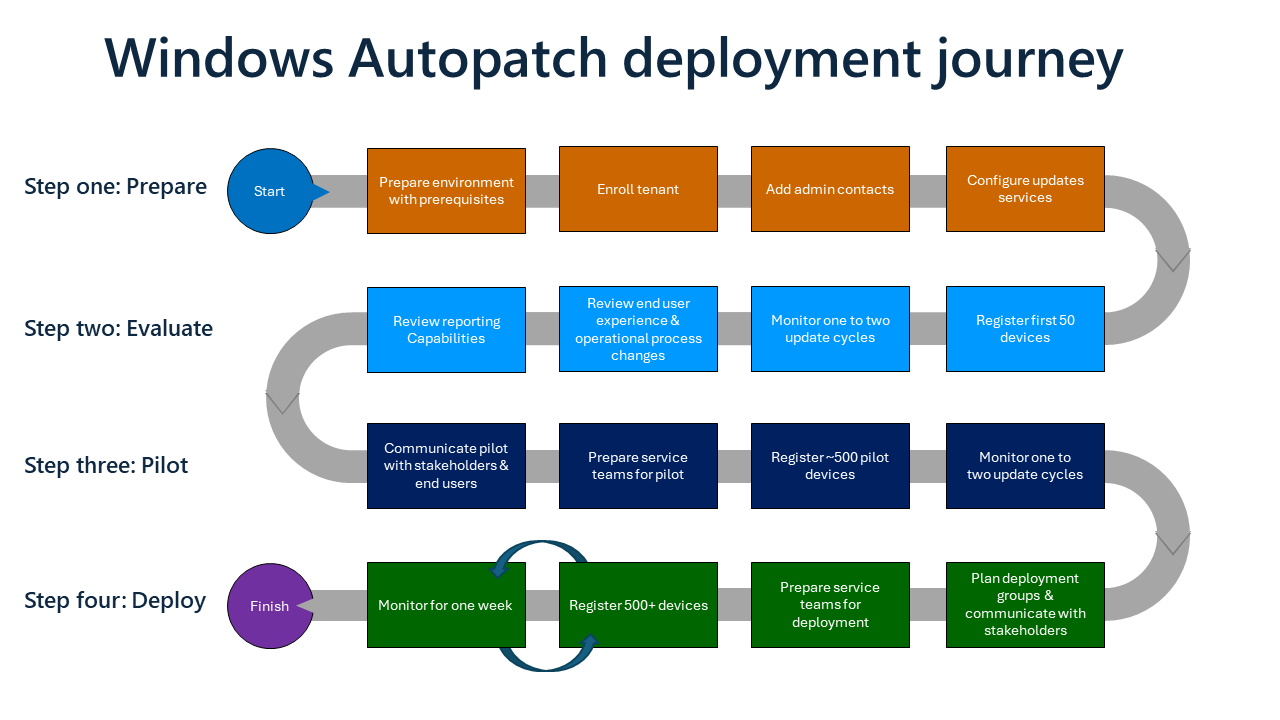 Windows Autopatch deployment journey
Step one: Prepare
Start
Prepare environment
with prerequisites
Enroll tenant
Add admin contacts
Configure updates
services
Step two: Evaluate
Review reporting
Capabilities
Review end user
experience &
operational process
changes
Monitor one to two
update cycles
Register first 50
devices
Step three: Pilot
Communicate pilot
with stakeholders &
end users
Prepare service
teams for pilot
Register ~500 pilot
devices
Monitor one to
two update cycles
Step four: Deploy
Finish
Monitor for one week
Register 500+ devices
Prepare service
teams for
deployment
Plan deployment
groups &
communicate with
stakeholders